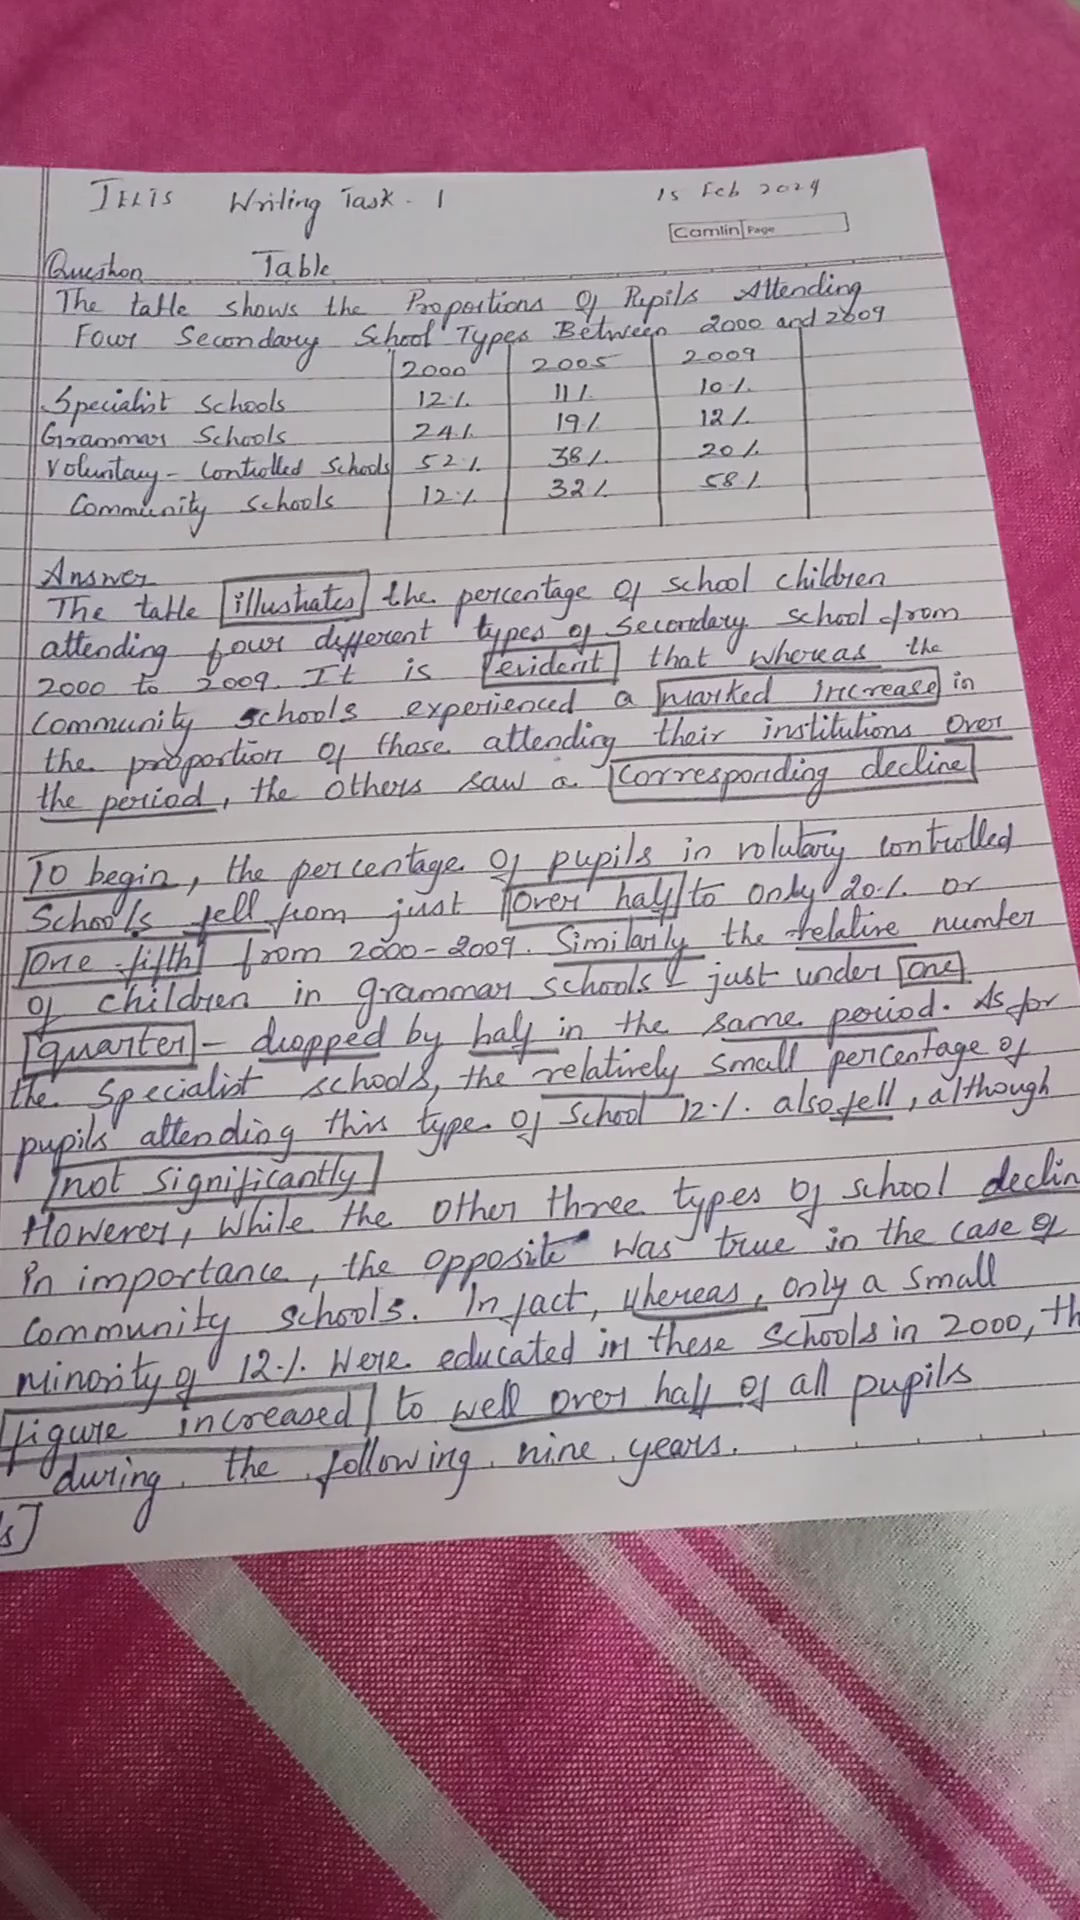 IELTS Writing Task - 1 15 Feb 2024
Camlin Page
Question Table
The table shows the Proportions of Pupils Attending
Four Secondary School Types Between 2000 and 2009
2000 2005 2009
Specialist Schools 12% 11% 10%
Grammar Schools 24% 19% 12%
Voluntary - Controlled Schools 52% 38% 20%
Community Schools 12% 32% 58%
Answer
The table illustrates the percentage of school children
attending four different types of secondary school from
2000 to 2009. It is evident that whereas the
Community schools experienced a marked increase in
the proportion of those attending their institutions over
the period, the others saw a corresponding decline
To begin, the percentage of pupils in volutary controlled
Schools fell from just over half to only 20% or
One-fifth from 2000-2009. Similarly the relative number
of children in grammar schools just under one
quarter - dropped by half in the same period. As for
the Specialist schools, the relatively small percentage of
pupils attending this type of School 12% also fell, although
not significantly
However, while the other three types of school declin
in importance, the opposite was true in the case of
Community schools. In fact, whereas, only a small
minority of 12% were educated in these schools in 2000, th
figure increased to well over half of all pupils
during the following nine years.
s]